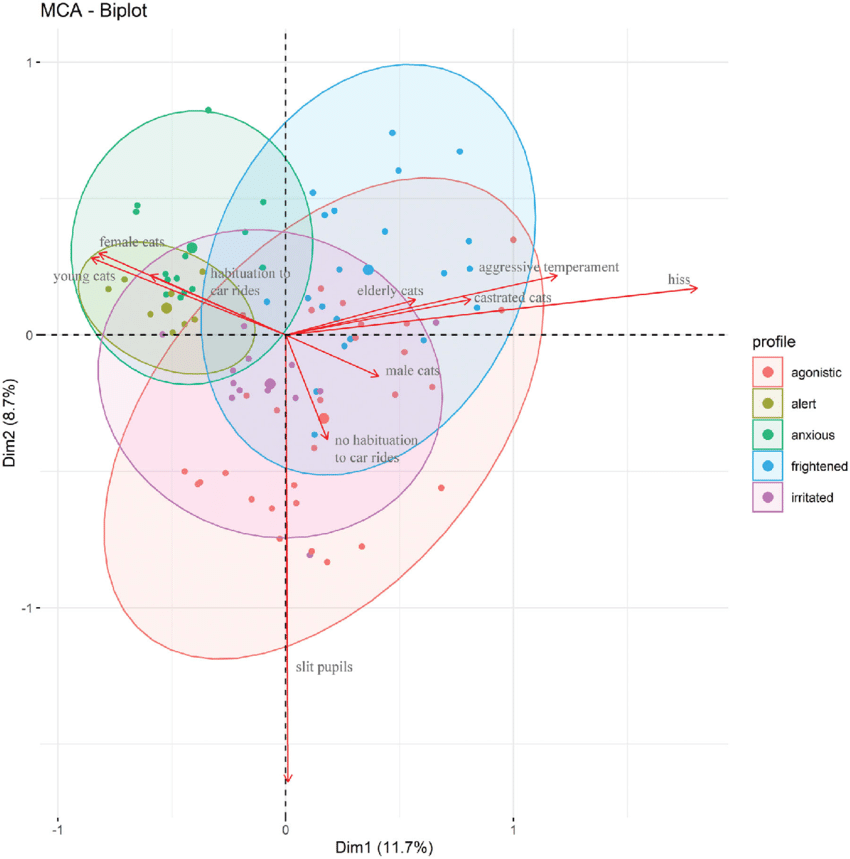 MCA - Biplot
1
female cats
young cats
habituation to
car rides
aggressive temperament
hiss
elderly cats
castrated cats
0
male cats
no habituation
to car rides
-1
slit pupils
Dim2 (8.7%)
-1
0
1
Dim1 (11.7%)
profile
agonistic
alert
anxious
frightened
irritated